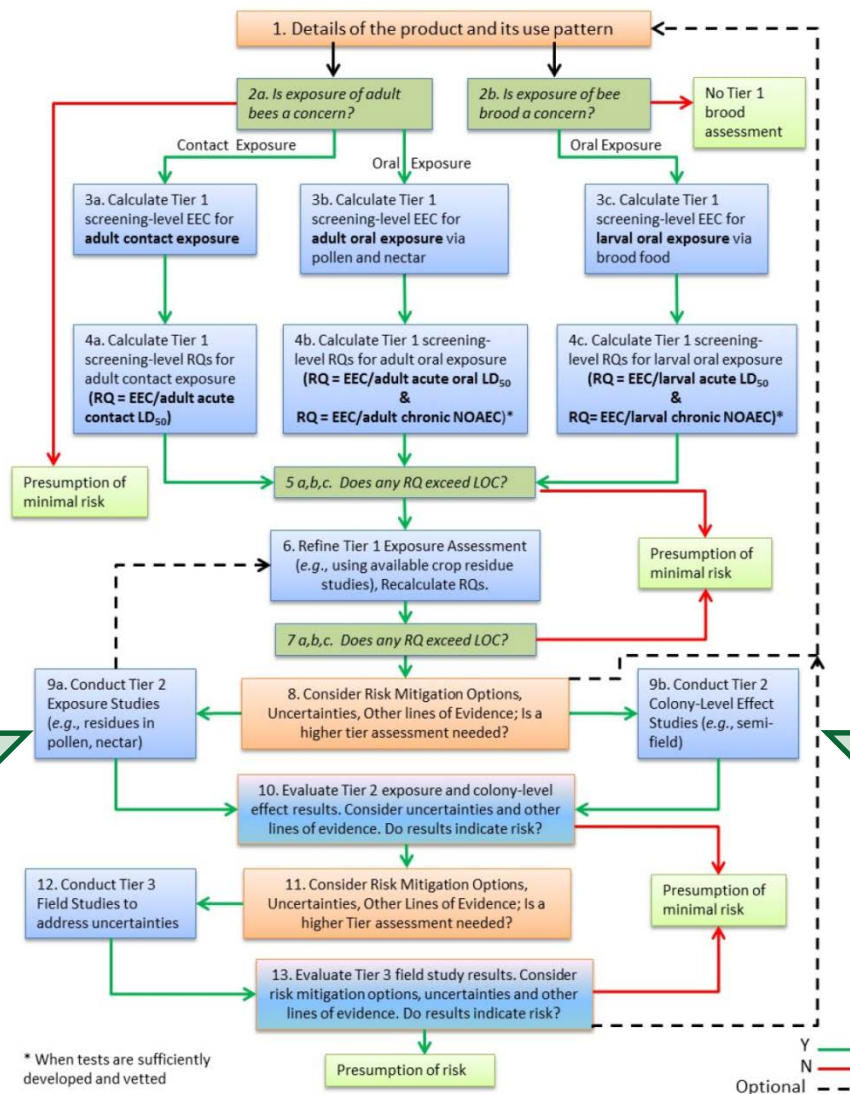 1. Details of the product and its use pattern
2a. Is exposure of adult
bees a concern?
2b. Is exposure of bee
brood a concern?
No Tier 1
brood
assessment
Contact Exposure
Oral Exposure
Oral Exposure
3a. Calculate Tier 1
screening-level EEC for
adult contact exposure
3b. Calculate Tier 1
screening-level EEC for
adult oral exposure via
pollen and nectar
3c. Calculate Tier 1
screening-level EEC for
larval oral exposure via
brood food
4a. Calculate Tier 1
screening-level RQs for
adult contact exposure
(RQ = EEC/adult acute
contact LD50)
4b. Calculate Tier 1 screening-
level RQs for adult oral exposure
(RQ = EEC/adult acute oral LD50
&
RQ = EEC/adult chronic NOAEC)*
4c. Calculate Tier 1 screening-
level RQs for larval oral exposure
(RQ = EEC/larval acute LD50
&
RQ= EEC/larval chronic NOAEC)*
Presumption of
minimal risk
5 a,b,c. Does any RQ exceed LOC?
6. Refine Tier 1 Exposure Assessment
(e.g., using available crop residue
studies), Recalculate RQs.
Presumption of
minimal risk
7 a,b,c. Does any RQ exceed LOC?
9a. Conduct Tier 2
Exposure Studies
(e.g., residues in
pollen, nectar)
8. Consider Risk Mitigation Options,
Uncertainties, Other lines of Evidence; Is a
higher tier assessment needed?
9b. Conduct Tier 2
Colony-Level Effect
Studies (e.g., semi-
field)
10. Evaluate Tier 2 exposure and colony-level
effect results. Consider uncertainties and other
lines of evidence. Do results indicate risk?
12. Conduct Tier 3
Field Studies to
address uncertainties
11. Consider Risk Mitigation Options,
Uncertainties, Other Lines of Evidence; Is a
higher Tier assessment needed?
Presumption of
minimal risk
13. Evaluate Tier 3 field study results. Consider
risk mitigation options, uncertainties and other
lines of evidence. Do results indicate risk?
* When tests are sufficiently
developed and vetted
Presumption of risk
Y
N
Optional